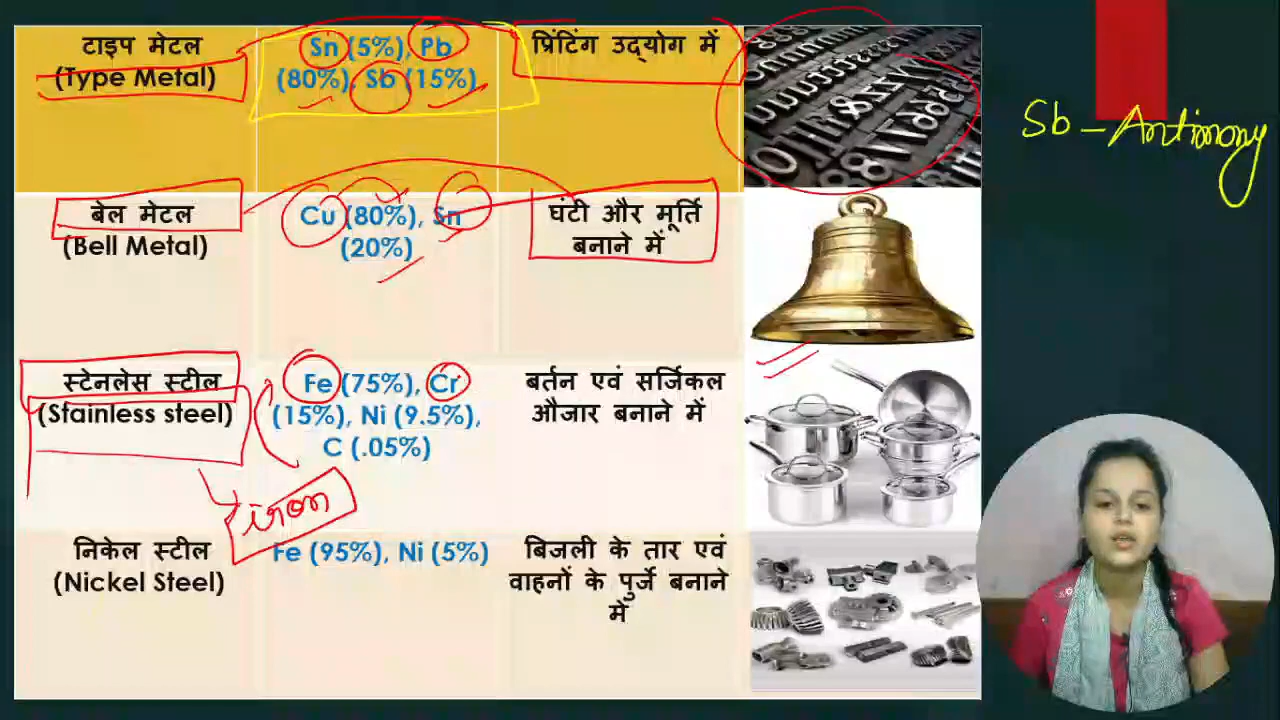 टाइप मेटल
(Type Metal)
Sn (5%), Pb
(80%), Sb (15%),
प्रिंटिंग उद्योग में
Sb - Antimony
बेल मेटल
(Bell Metal)
Cu (80%), Sn
(20%)
घंटी और मूर्ति
बनाने में
स्टेनलेस स्टील
(Stainless steel)
Fe (75%), Cr
(15%), Ni (9.5%),
C (.05%)
बर्तन एवं सर्जिकल
औजार बनाने में
iron
निकेल स्टील
(Nickel Steel)
Fe (95%), Ni (5%)
बिजली के तार एवं
वाहनों के पुर्जे बनाने
में